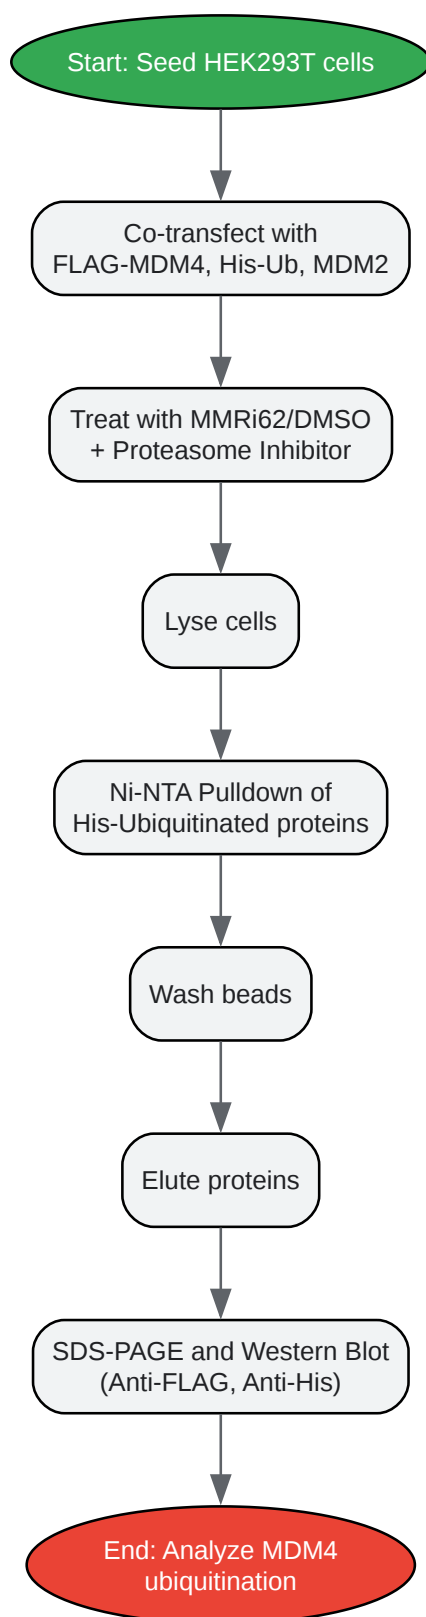 Start: Seed HEK293T cells
Co-transfect with
FLAG-MDM4, His-Ub, MDM2
Treat with MMRi62/DMSO
+ Proteasome Inhibitor
Lyse cells
Ni-NTA Pulldown of
His-Ubiquitinated proteins
Wash beads
Elute proteins
SDS-PAGE and Western Blot
(Anti-FLAG, Anti-His)
End: Analyze MDM4
ubiquitination